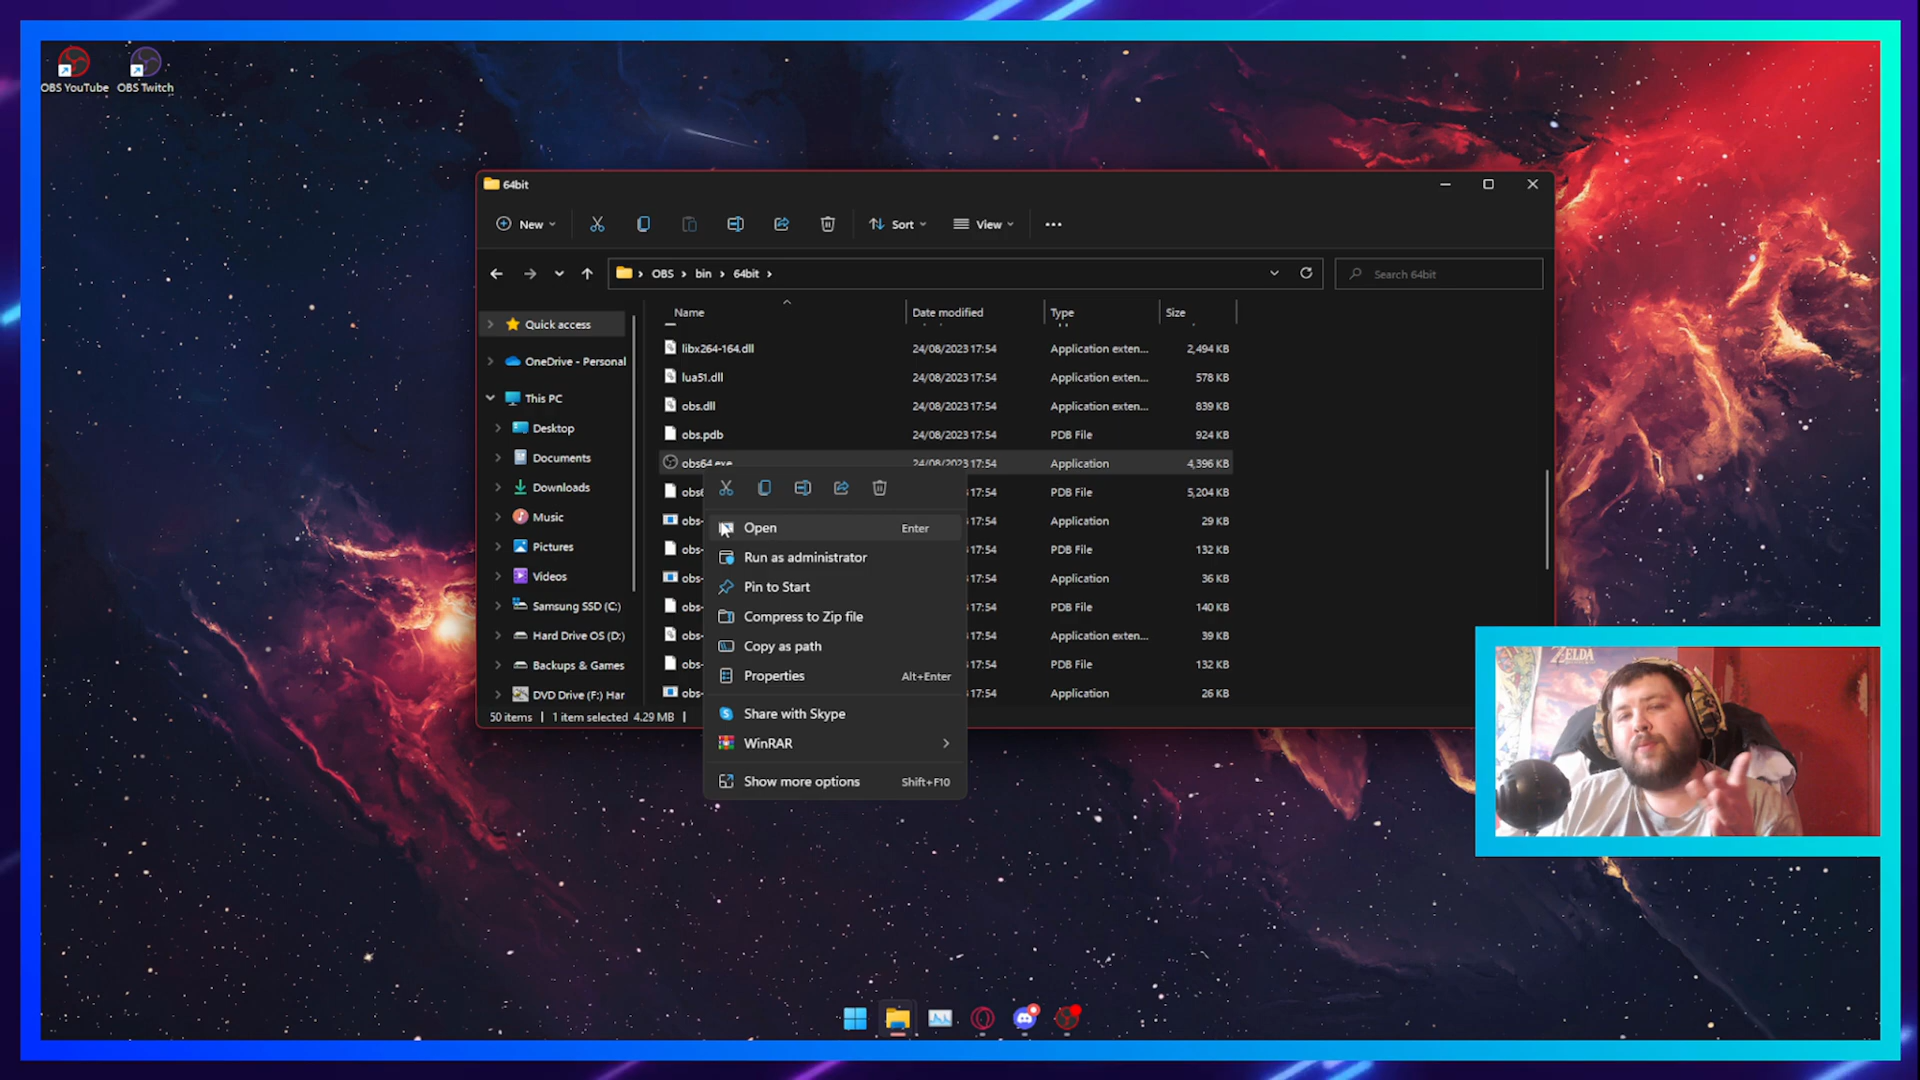 OBS YouTube
OBS Twitch
64bit
New
Sort
View
OBS
bin
64bit
Search 64bit
Name
Date modified
Type
Size
Quick access
OneDrive - Personal
This PC
Desktop
Documents
Downloads
Music
Pictures
Videos
Samsung SSD (C:)
Hard Drive OS (D:)
Backups & Games
DVD Drive (F:) Har
libx264-164.dll 24/08/2023 17:54 Application exten... 2,494 KB
lua51.dll 24/08/2023 17:54 Application exten... 578 KB
obs.dll 24/08/2023 17:54 Application exten... 839 KB
obs.pdb 24/08/2023 17:54 PDB File 924 KB
obs64.exe 24/08/2023 17:54 Application 4,396 KB
17:54 PDB File 5,204 KB
obs- 17:54 Application 29 KB
obs- 17:54 PDB File 132 KB
obs- 17:54 Application 36 KB
obs- 17:54 PDB File 140 KB
obs- 17:54 Application exten... 39 KB
obs- 17:54 PDB File 132 KB
obs- 17:54 Application 26 KB
Open Enter
Run as administrator
Pin to Start
Compress to Zip file
Copy as path
Properties Alt+Enter
Share with Skype
WinRAR
Show more options Shift+F10
50 items 1 item selected 4.29 MB
ZELDA